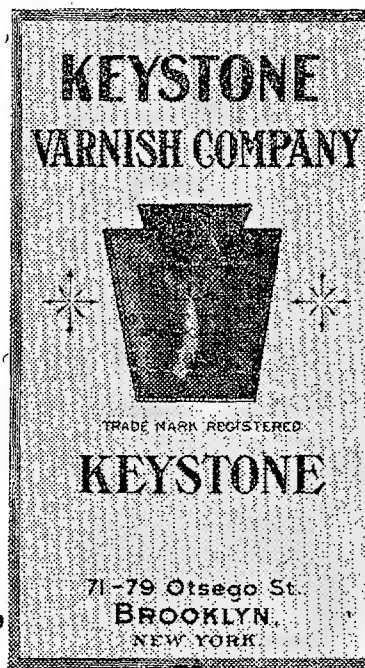 KEYSTONE
VARNISH COMPANY
TRADE MARK REGISTERED
KEYSTONE
71-79 Otsego St.
BROOKLYN,
NEW YORK